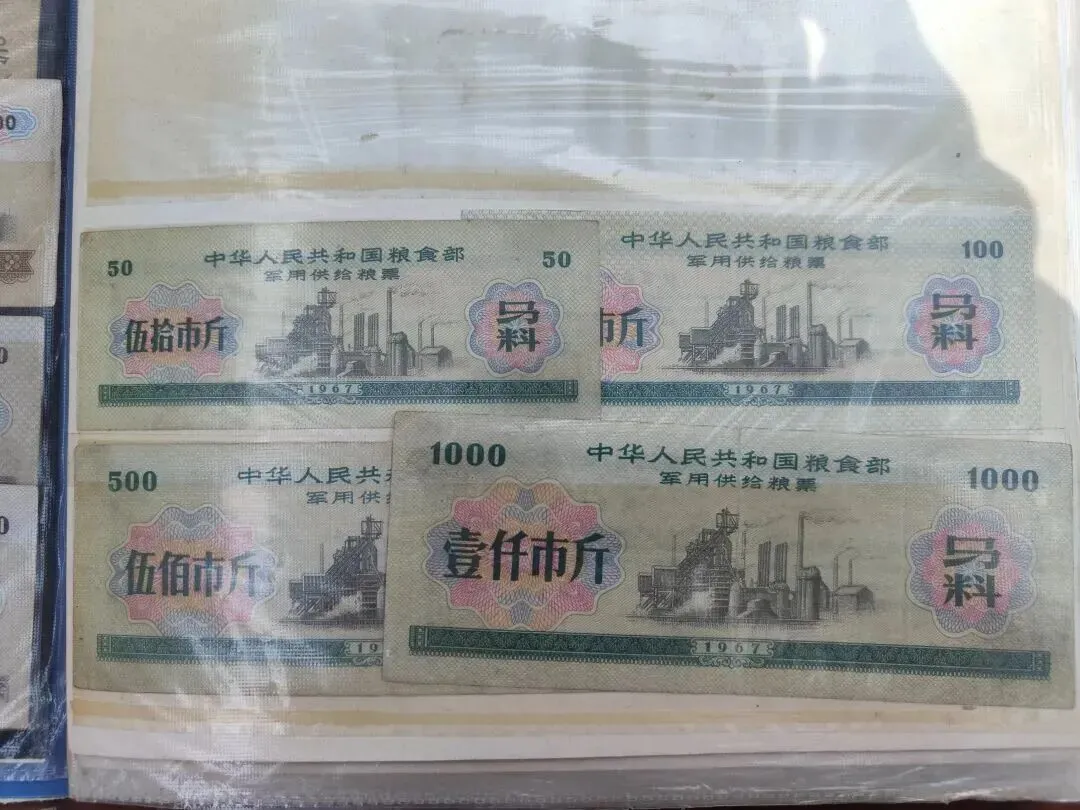 50
中华人民共和国粮食部
军用供给粮票
50
伍拾市斤
马料
1967
中华人民共和国粮食部
军用供给粮票
100
市斤
马料
1967
500
中华人民共
军用供给
伍佰市斤
19
1000
中华人民共和国粮食部
军用供给粮票
1000
壹仟市斤
马料
1967